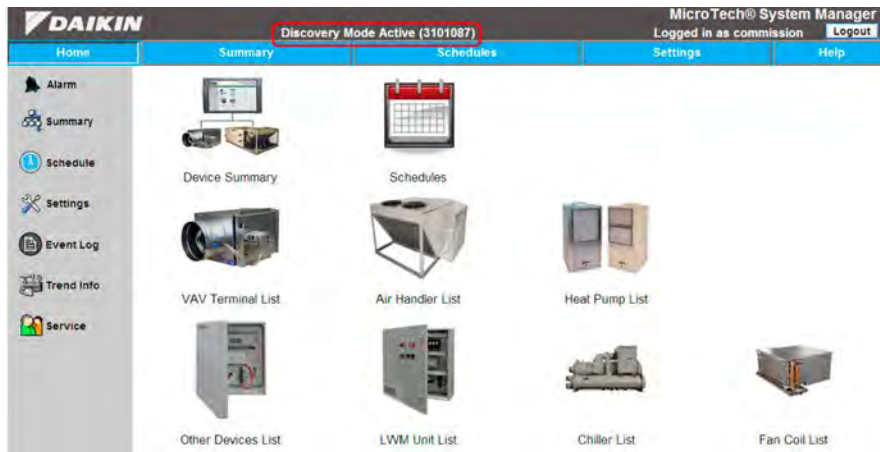 DAIKIN
MicroTech® System Manager
Discovery Mode Active (3101087)
Logged in as commission Logout
Home Summary Schedules Settings Help
Alarm
Summary
Schedule
Settings
Event Log
Trend Info
Service
Device Summary Schedules
VAV Terminal List Air Handler List Heat Pump List
Other Devices List LWM Unit List Chiller List Fan Coil List